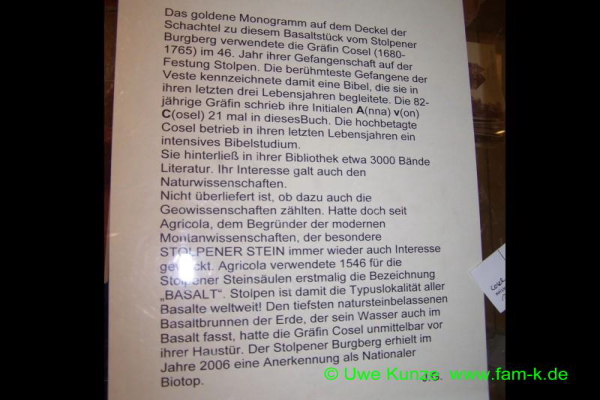 Das goldene Monogramm auf dem Deckel der
Schachtel zu diesem Basaltstück vom Stolpener
Burgberg verwendete die Gräfin Cosel (1680-
1765) im 46. Jahr ihrer Gefangenschaft auf der
Festung Stolpen. Die berühmteste Gefangene der
Veste kennzeichnete damit eine Bibel, die sie in
ihren letzten drei Lebensjahren begleitete. Die 82-
jährige Gräfin schrieb ihre Initialen A(nna) v(on)
C(osel) 21 mal in diesesBuch. Die hochbetagte
Cosel betrieb in ihren letzten Lebensjahren ein
intensives Bibelstudium.
Sie hinterließ in ihrer Bibliothek etwa 3000 Bände
Literatur. Ihr Interesse galt auch den
Naturwissenschaften.
Nicht überliefert ist, ob dazu auch die
Geowissenschaften zählten. Hatte doch seit
Agricola, dem Begründer der modernen
Montanwissenschaften, der besondere
STOLPENER STEIN immer wieder auch Interesse
geweckt. Agricola verwendete 1546 für die
Stolpener Steinsäulen erstmalig die Bezeichnung
„BASALT“. Stolpen ist damit die Typuslokalität aller
Basalte weltweit! Den tiefsten natursteinbelassenen
Basaltbrunnen der Erde, der sein Wasser auch im
Basalt fasst, hatte die Gräfin Cosel unmittelbar vor
ihrer Haustür. Der Stolpener Burgberg erhielt im
Jahre 2006 eine Anerkennung als Nationaler
Biotop. J.G.
© Uwe Kunze, www.fam-k.de